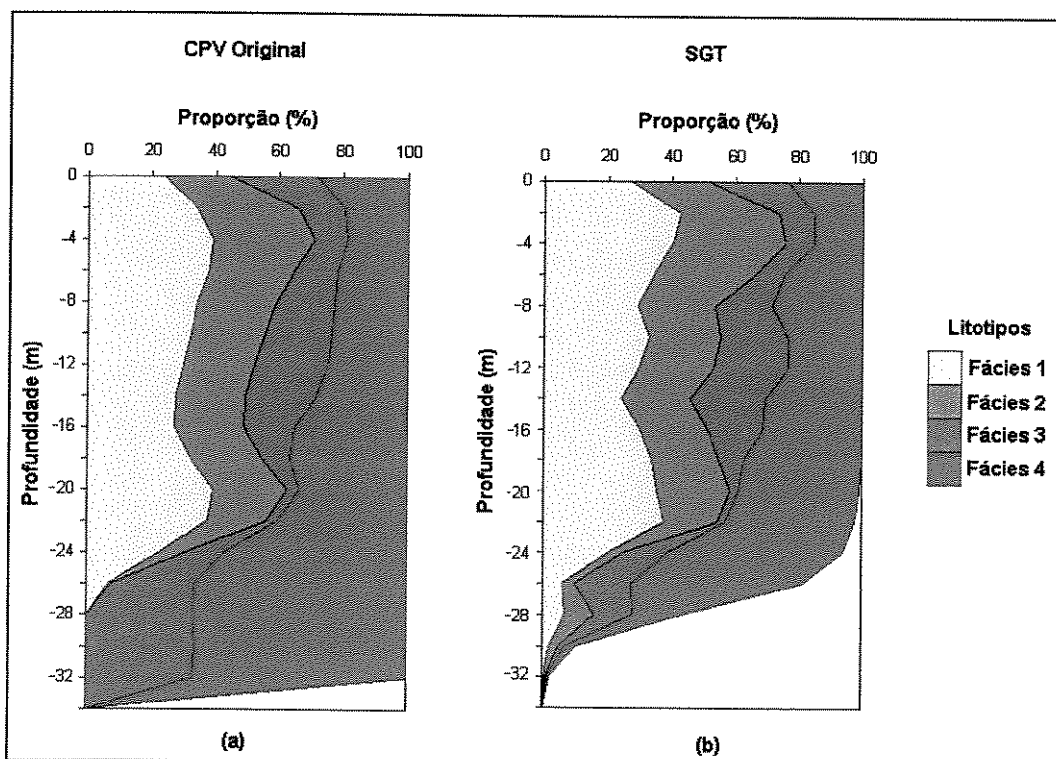 CPV Original
SGT
Proporção (%)
Proporção (%)
0 20 40 60 80 100
0 20 40 60 80 100
0
-4
-8
-12
-16
-20
-24
-28
-32
Profundidade (m)
0
-4
-8
-12
-16
-20
-24
-28
-32
Profundidade (m)
Litotipos
Fácies 1
Fácies 2
Fácies 3
Fácies 4
(a)
(b)